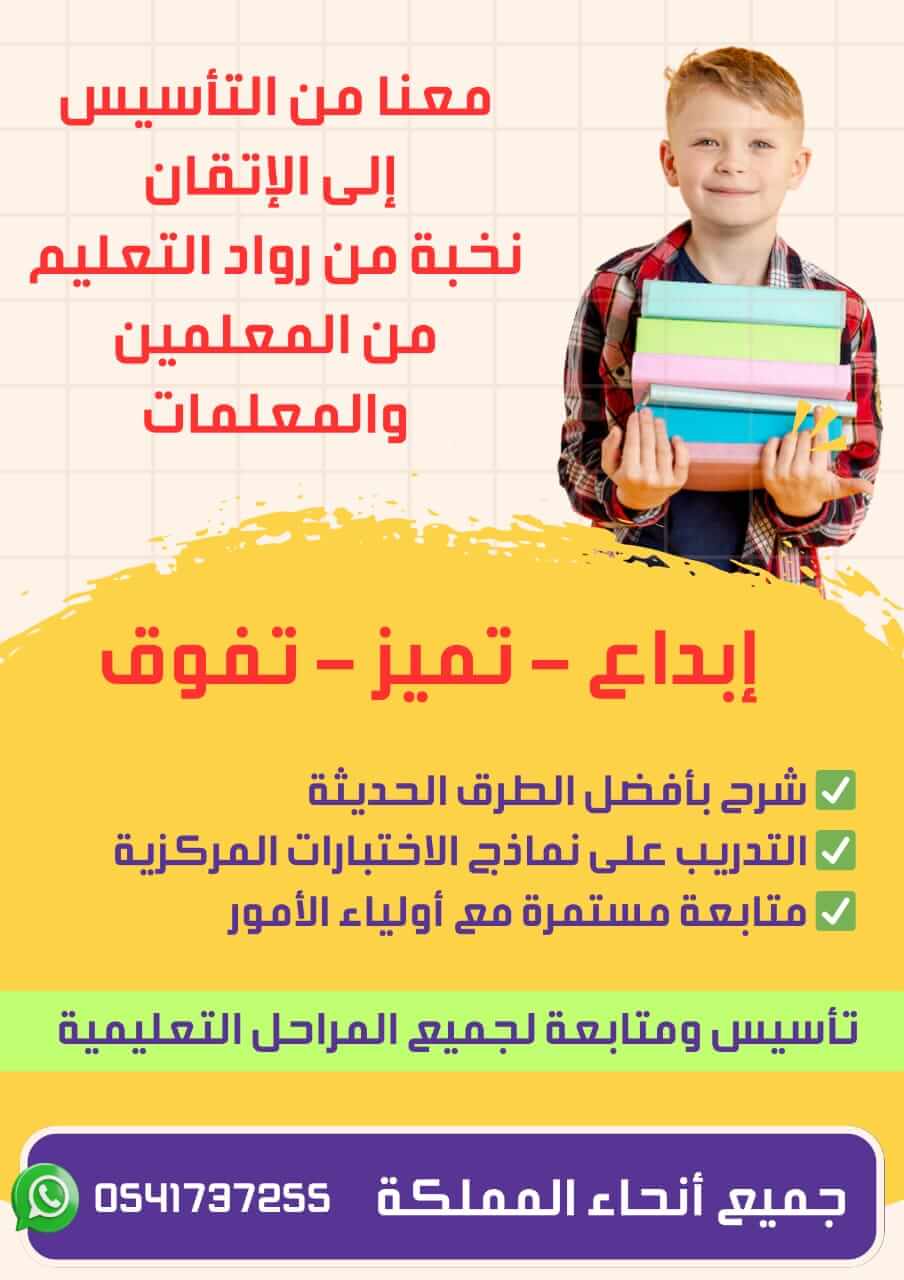 معنا من التأسيس
إلى الإتقان
نخبة من رواد التعليم
من المعلمين
والمعلمات
إبداع – تميز – تفوق
✅ شرح بأفضل الطرق الحديثة
✅ التدريب على نماذج الاختبارات المركزية
✅ متابعة مستمرة مع أولياء الأمور
تأسيس ومتابعة لجميع المراحل التعليمية
جميع أنحاء المملكة 0541737255